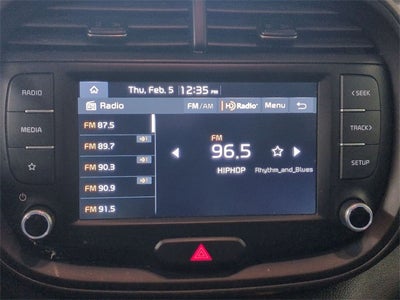 Thu, Feb. 5 12:35 PM
RADIO
MEDIA
Radio
FM/AM HD Radio Menu
FM 87.5
FM 89.7
FM 90.3
FM 90.9
FM 91.5
FM
96.5
HIPHOP Rhythm_and_Blues
< SEEK
TRACK>
SETUP